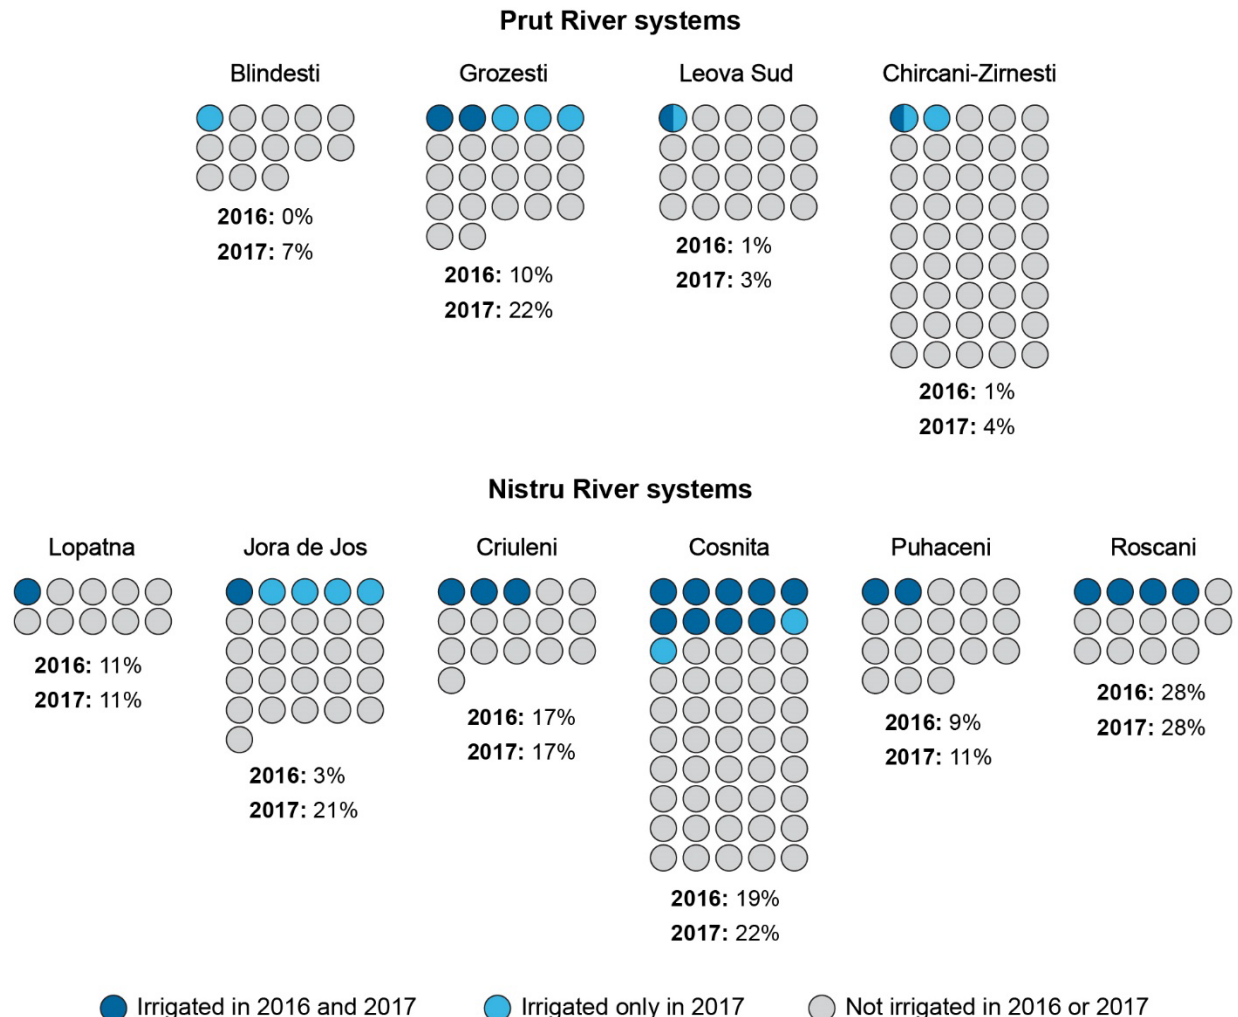 Prut River systems
Blindesti
Grozesti
Leova Sud
Chircani-Zirnesti
2016: 0%
2017: 7%
2016: 10%
2017: 22%
2016: 1%
2017: 3%
2016: 1%
2017: 4%
Nistru River systems
Lopatna
Jora de Jos
Criuleni
Cosnita
Puhaceni
Roscani
2016: 11%
2017: 11%
2016: 3%
2017: 21%
2016: 17%
2017: 17%
2016: 19%
2017: 22%
2016: 9%
2017: 11%
2016: 28%
2017: 28%
Irrigated in 2016 and 2017
Irrigated only in 2017
Not irrigated in 2016 or 2017